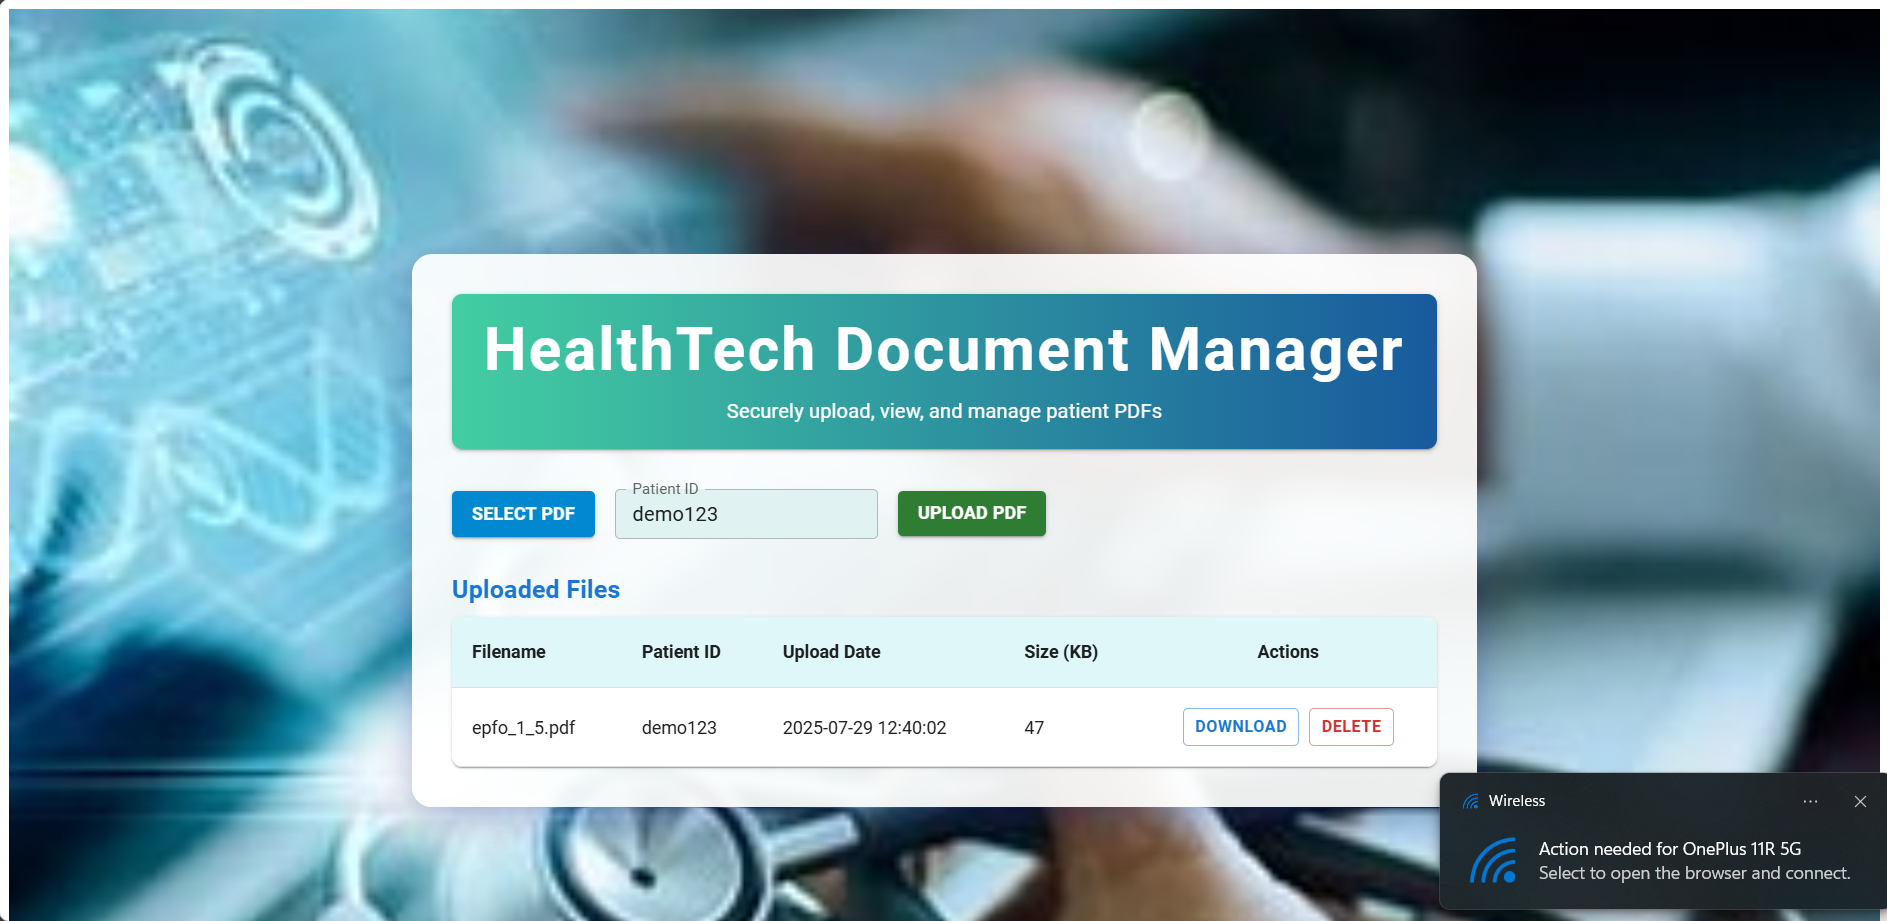 HealthTech Document Manager
Securely upload, view, and manage patient PDFs
Patient ID
SELECT PDF demo123 UPLOAD PDF
Uploaded Files
Filename Patient ID Upload Date Size (KB) Actions
epfo_1_5.pdf demo123 2025-07-29 12:40:02 47 DOWNLOAD DELETE
Wireless
Action needed for OnePlus 11R 5G
Select to open the browser and connect.